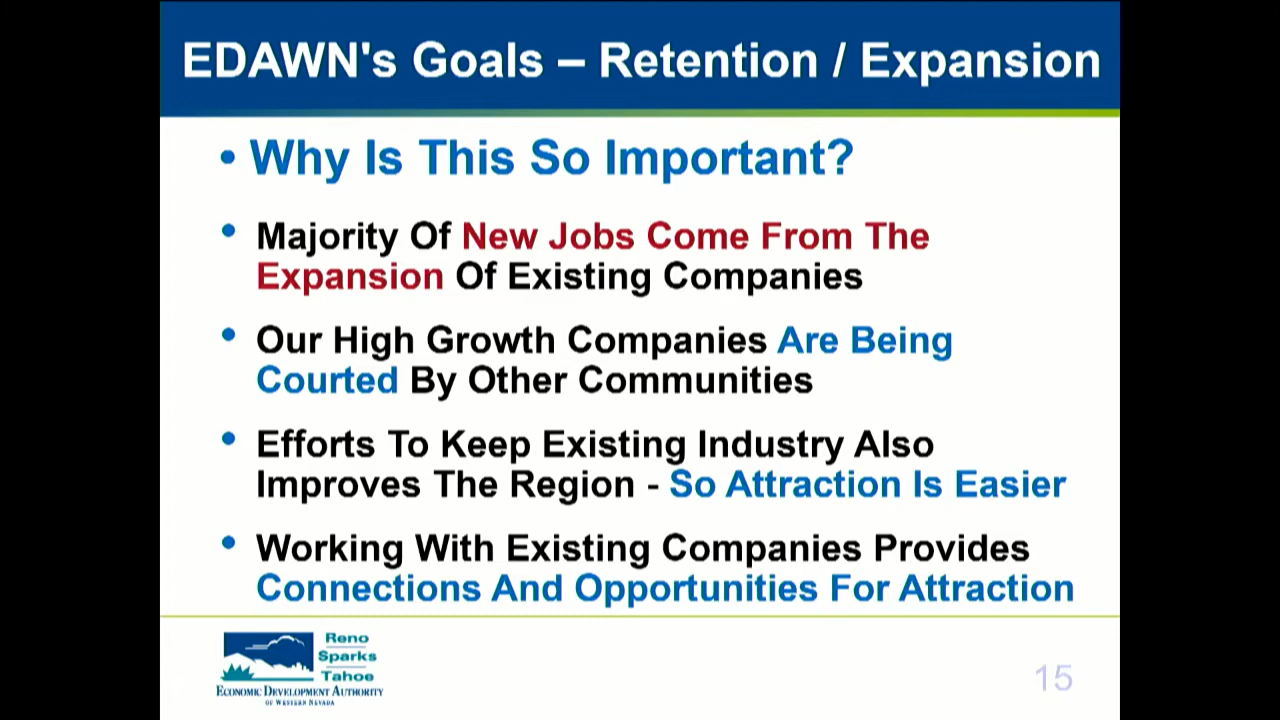 EDAWN's Goals – Retention / Expansion
• Why Is This So Important?
• Majority Of New Jobs Come From The
Expansion Of Existing Companies
• Our High Growth Companies Are Being
Courted By Other Communities
• Efforts To Keep Existing Industry Also
Improves The Region - So Attraction Is Easier
• Working With Existing Companies Provides
Connections And Opportunities For Attraction
Reno
Sparks
Tahoe
ECONOMIC DEVELOPMENT AUTHORITY
OF WESTERN NEVADA
15